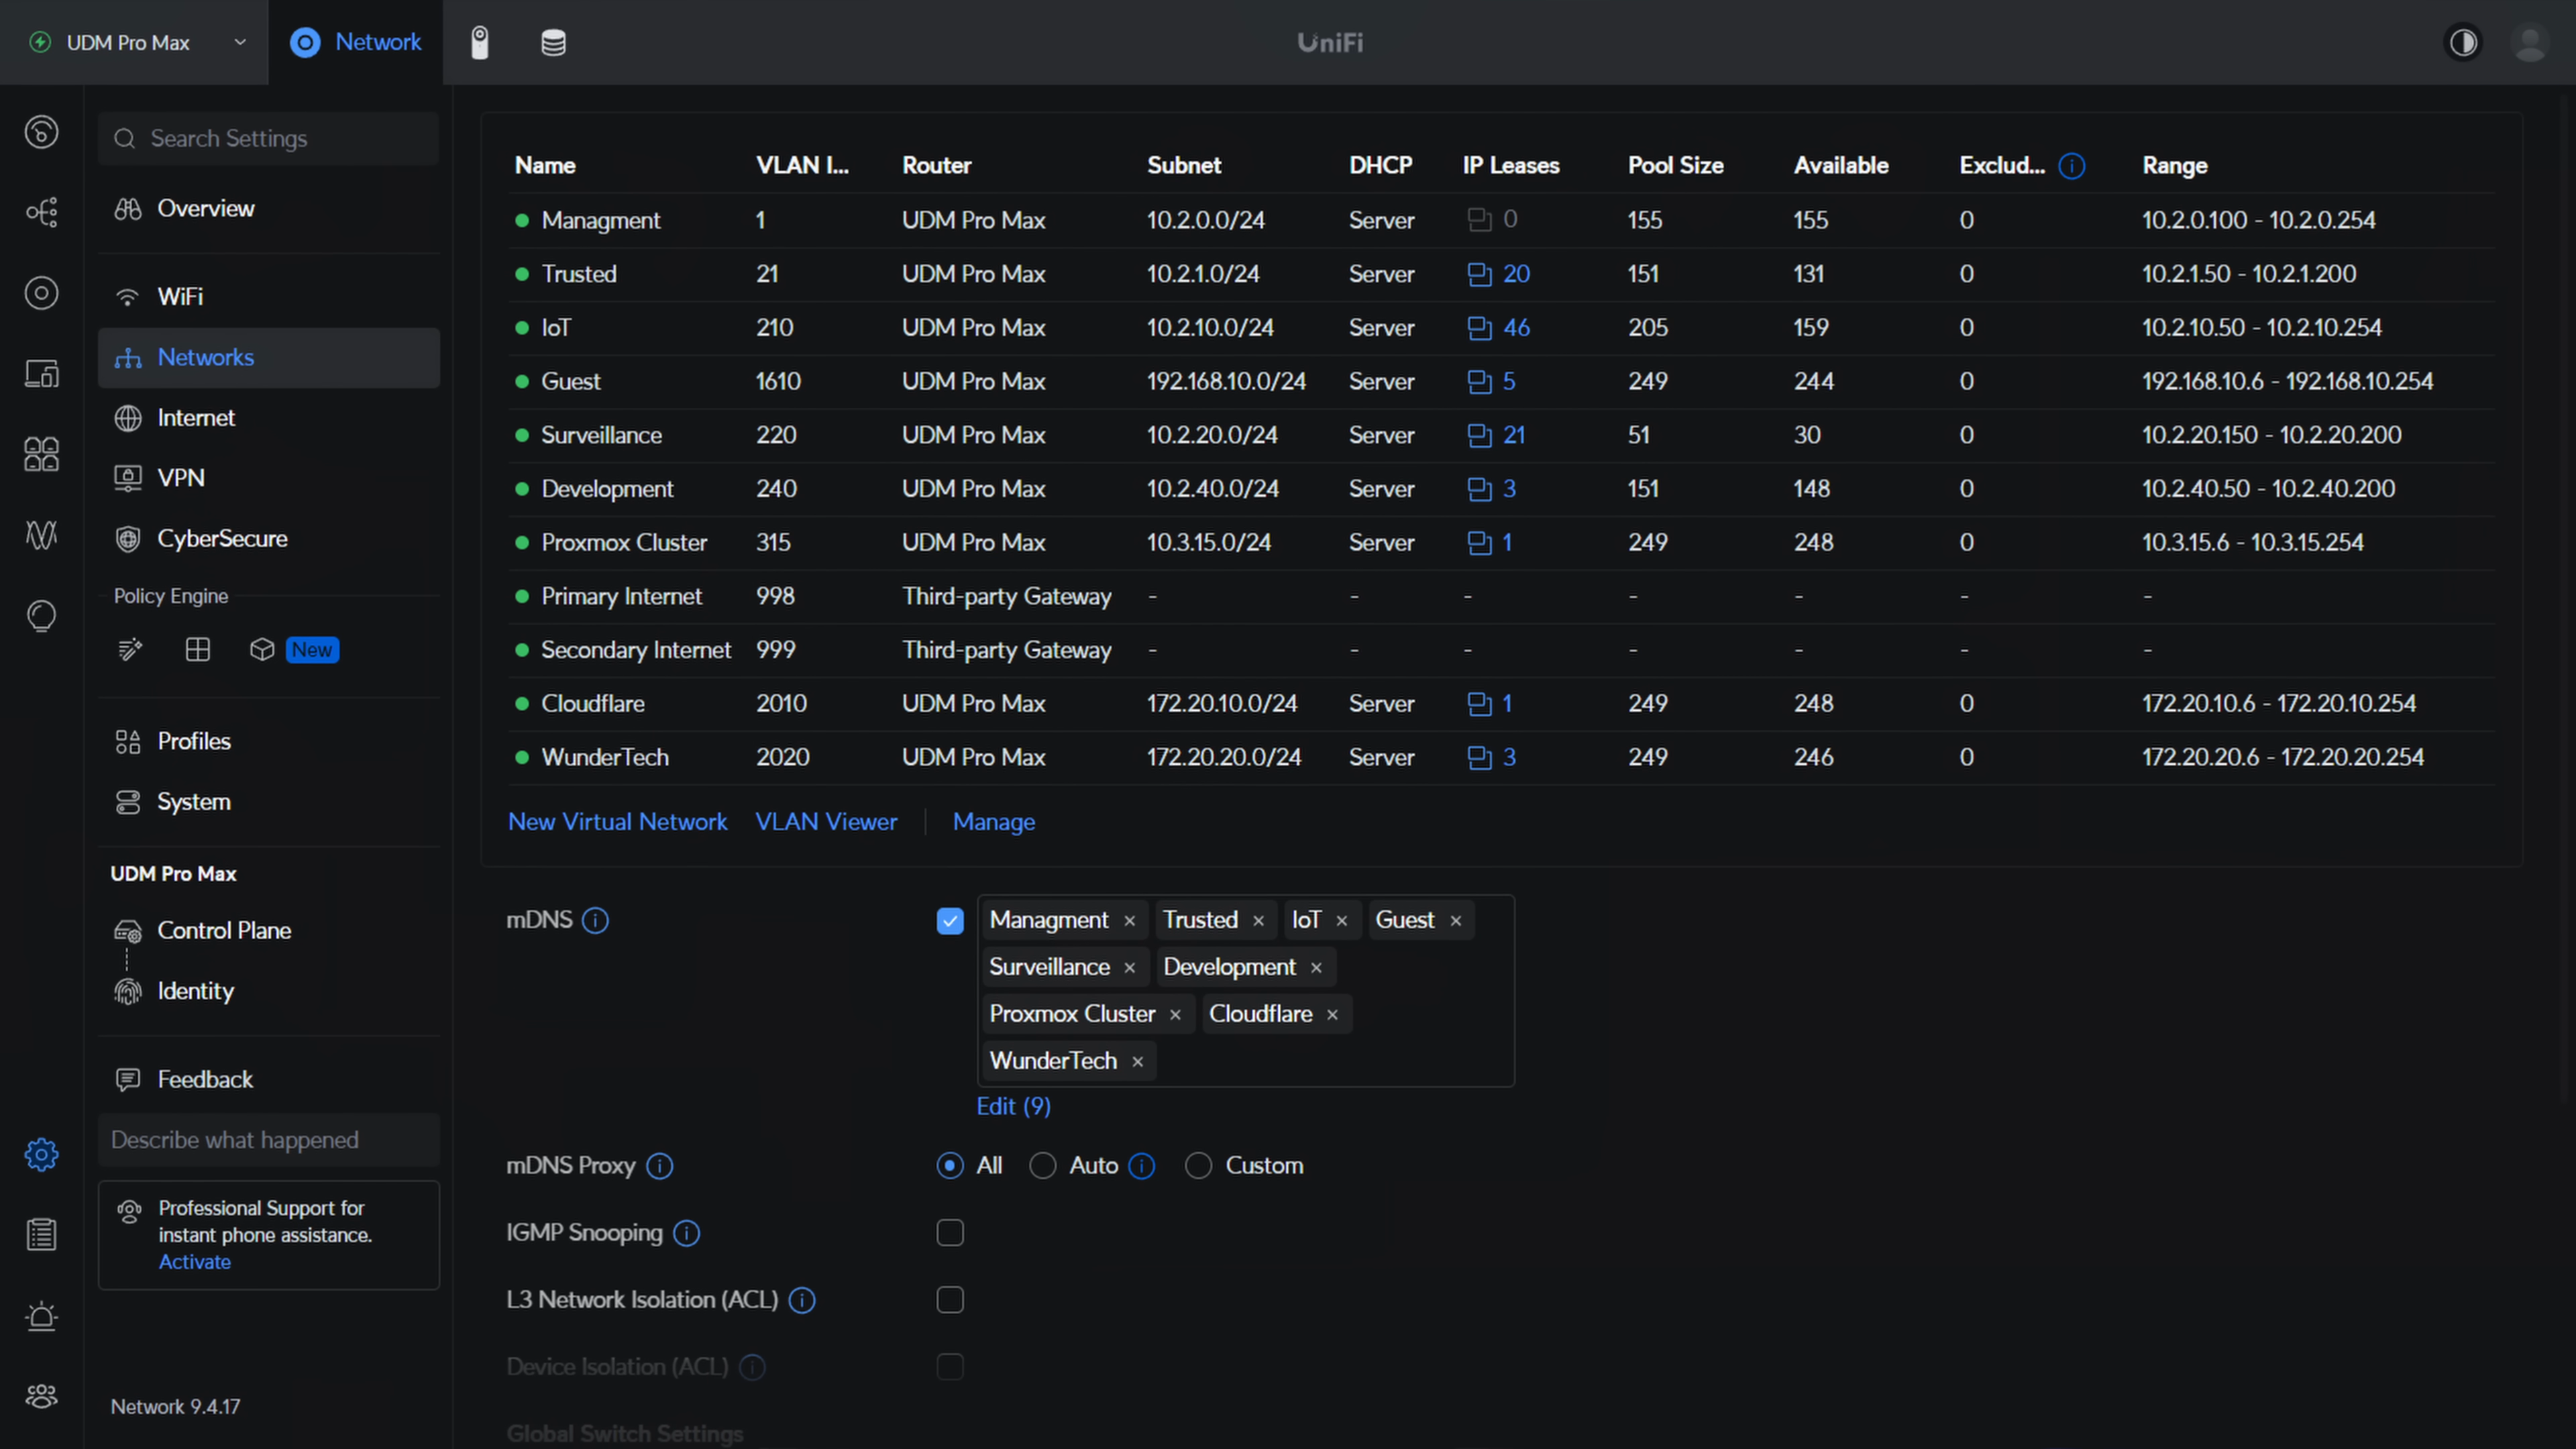 UDM Pro Max
Network
UniFi
Search Settings
Overview
WiFi
Networks
Internet
VPN
CyberSecure
Policy Engine
New
Profiles
System
UDM Pro Max
Control Plane
Identity
Feedback
Describe what happened
Professional Support for
instant phone assistance.
Activate
Network 9.4.17
Name VLAN I... Router Subnet DHCP IP Leases Pool Size Available Exclud... Range
Managment 1 UDM Pro Max 10.2.0.0/24 Server 0 155 155 0 10.2.0.100 - 10.2.0.254
Trusted 21 UDM Pro Max 10.2.1.0/24 Server 20 151 131 0 10.2.1.50 - 10.2.1.200
IoT 210 UDM Pro Max 10.2.10.0/24 Server 46 205 159 0 10.2.10.50 - 10.2.10.254
Guest 1610 UDM Pro Max 192.168.10.0/24 Server 5 249 244 0 192.168.10.6 - 192.168.10.254
Surveillance 220 UDM Pro Max 10.2.20.0/24 Server 21 51 30 0 10.2.20.150 - 10.2.20.200
Development 240 UDM Pro Max 10.2.40.0/24 Server 3 151 148 0 10.2.40.50 - 10.2.40.200
Proxmox Cluster 315 UDM Pro Max 10.3.15.0/24 Server 1 249 248 0 10.3.15.6 - 10.3.15.254
Primary Internet 998 Third-party Gateway - - - - - - -
Secondary Internet 999 Third-party Gateway - - - - - - -
Cloudflare 2010 UDM Pro Max 172.20.10.0/24 Server 1 249 248 0 172.20.10.6 - 172.20.10.254
WunderTech 2020 UDM Pro Max 172.20.20.0/24 Server 3 249 246 0 172.20.20.6 - 172.20.20.254
New Virtual Network VLAN Viewer Manage
mDNS Managment × Trusted × IoT × Guest ×
Surveillance × Development ×
Proxmox Cluster × Cloudflare ×
WunderTech ×
Edit (9)
mDNS Proxy All Auto Custom
IGMP Snooping
L3 Network Isolation (ACL)
Device Isolation (ACL)
Global Switch Settings